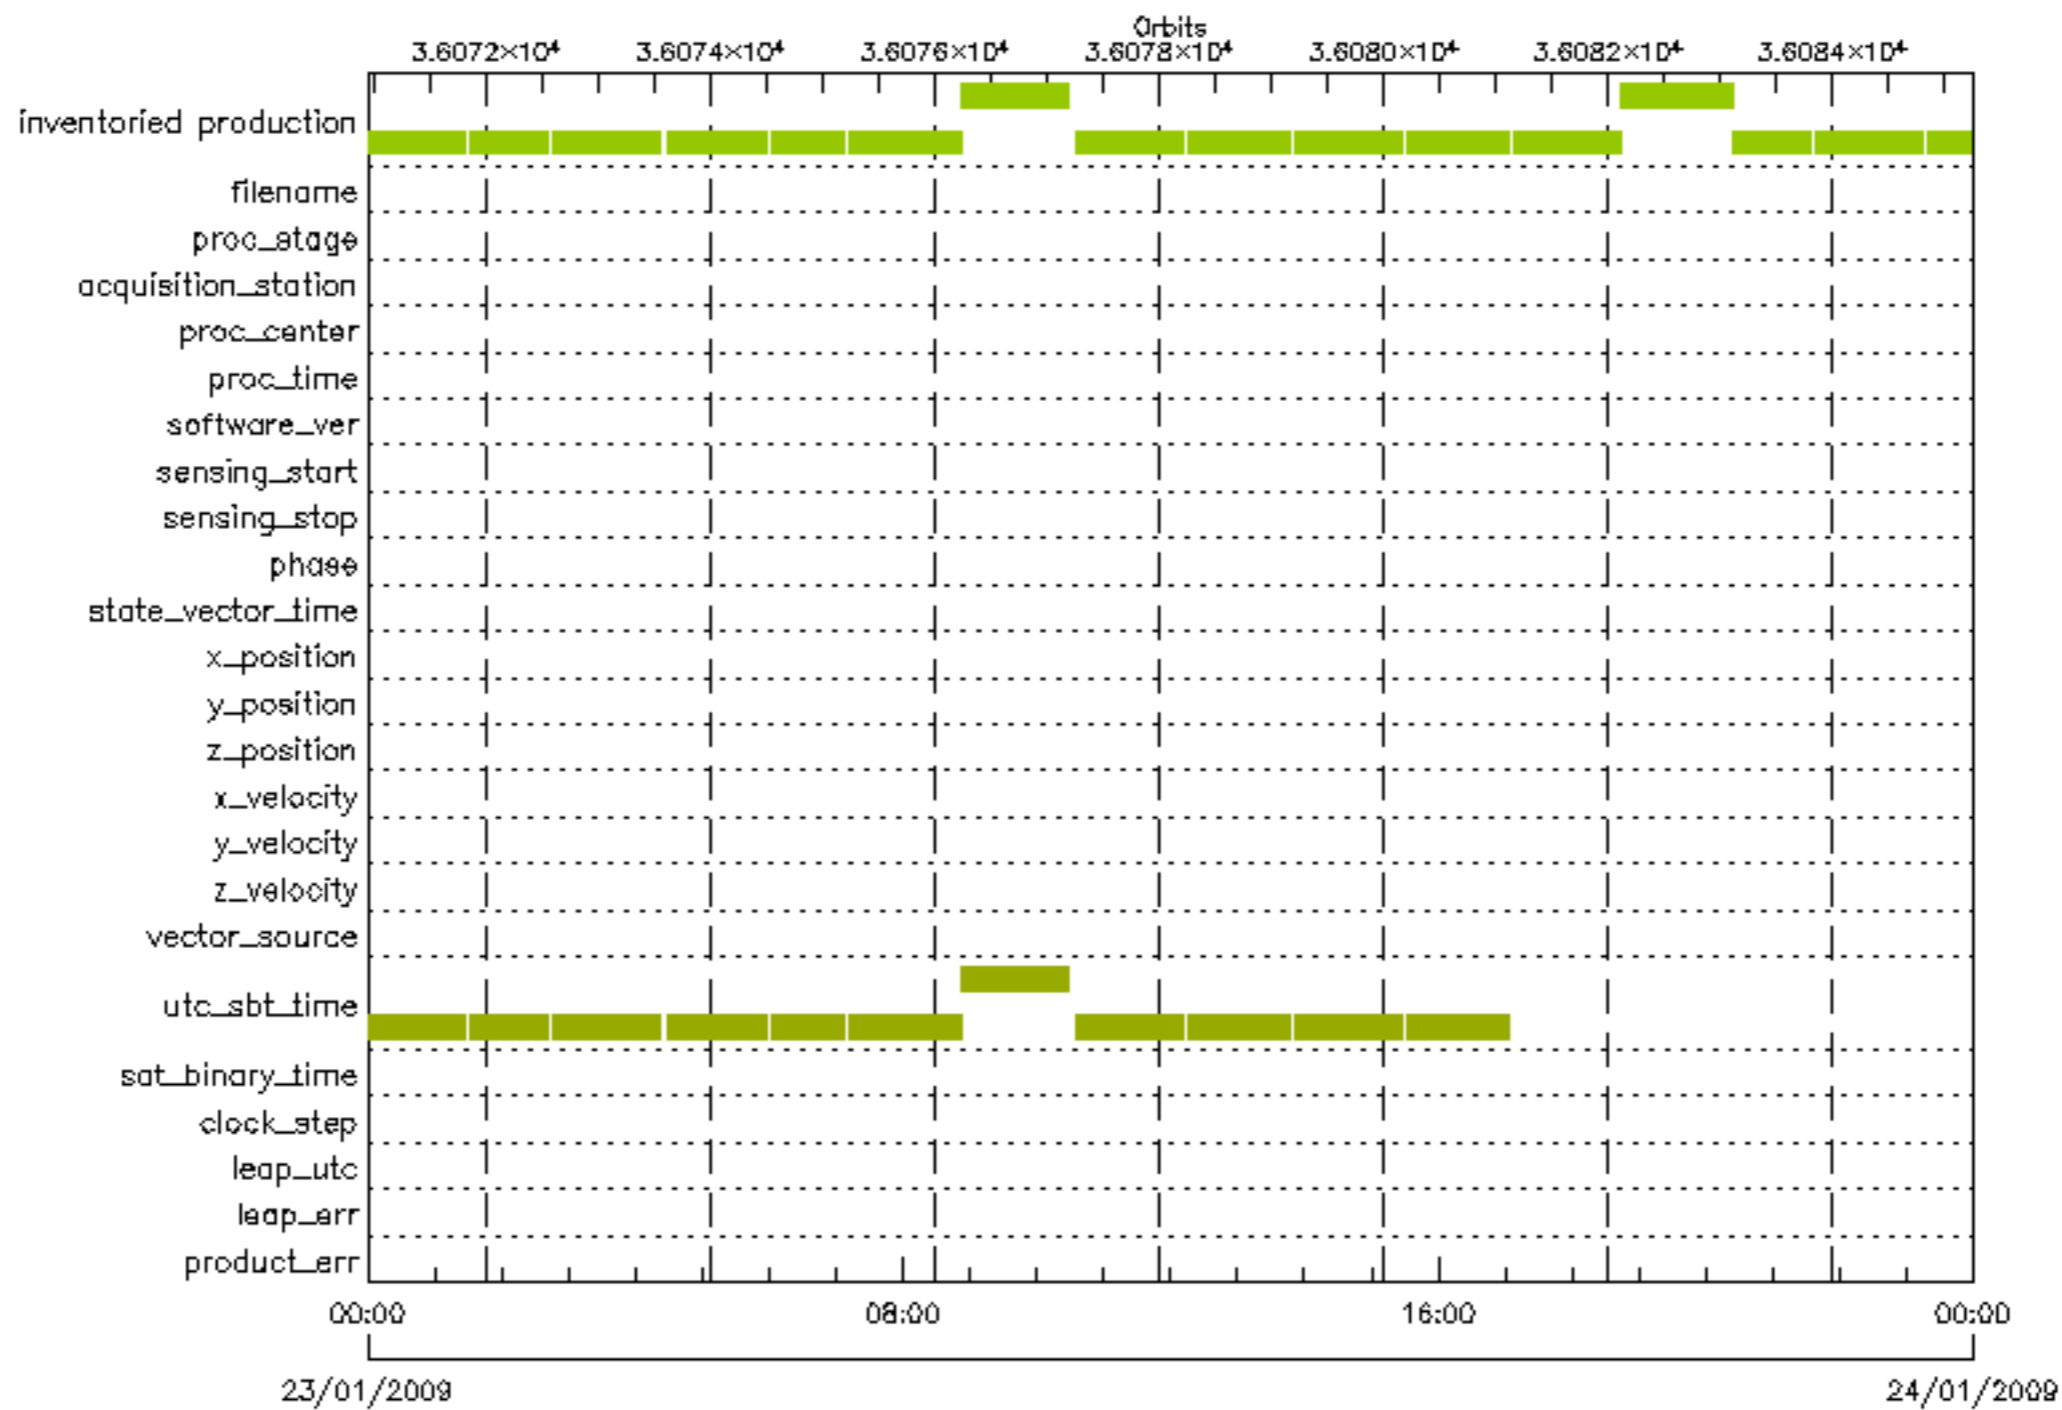 Orbits
3.6072×10⁴ 3.6074×10⁴ 3.6076×10⁴ 3.6078×10⁴ 3.6080×10⁴ 3.6082×10⁴ 3.6084×10⁴
inventoried production
filename
proc_stage
acquisition_station
proc_center
proc_time
software_ver
sensing_start
sensing_stop
phase
state_vector_time
x_position
y_position
z_position
x_velocity
y_velocity
z_velocity
vector_source
utc_sbt_time
sat_binary_time
clock_step
leap_utc
leap_err
product_err
00:00 08:00 16:00 00:00
23/01/2009 24/01/2009